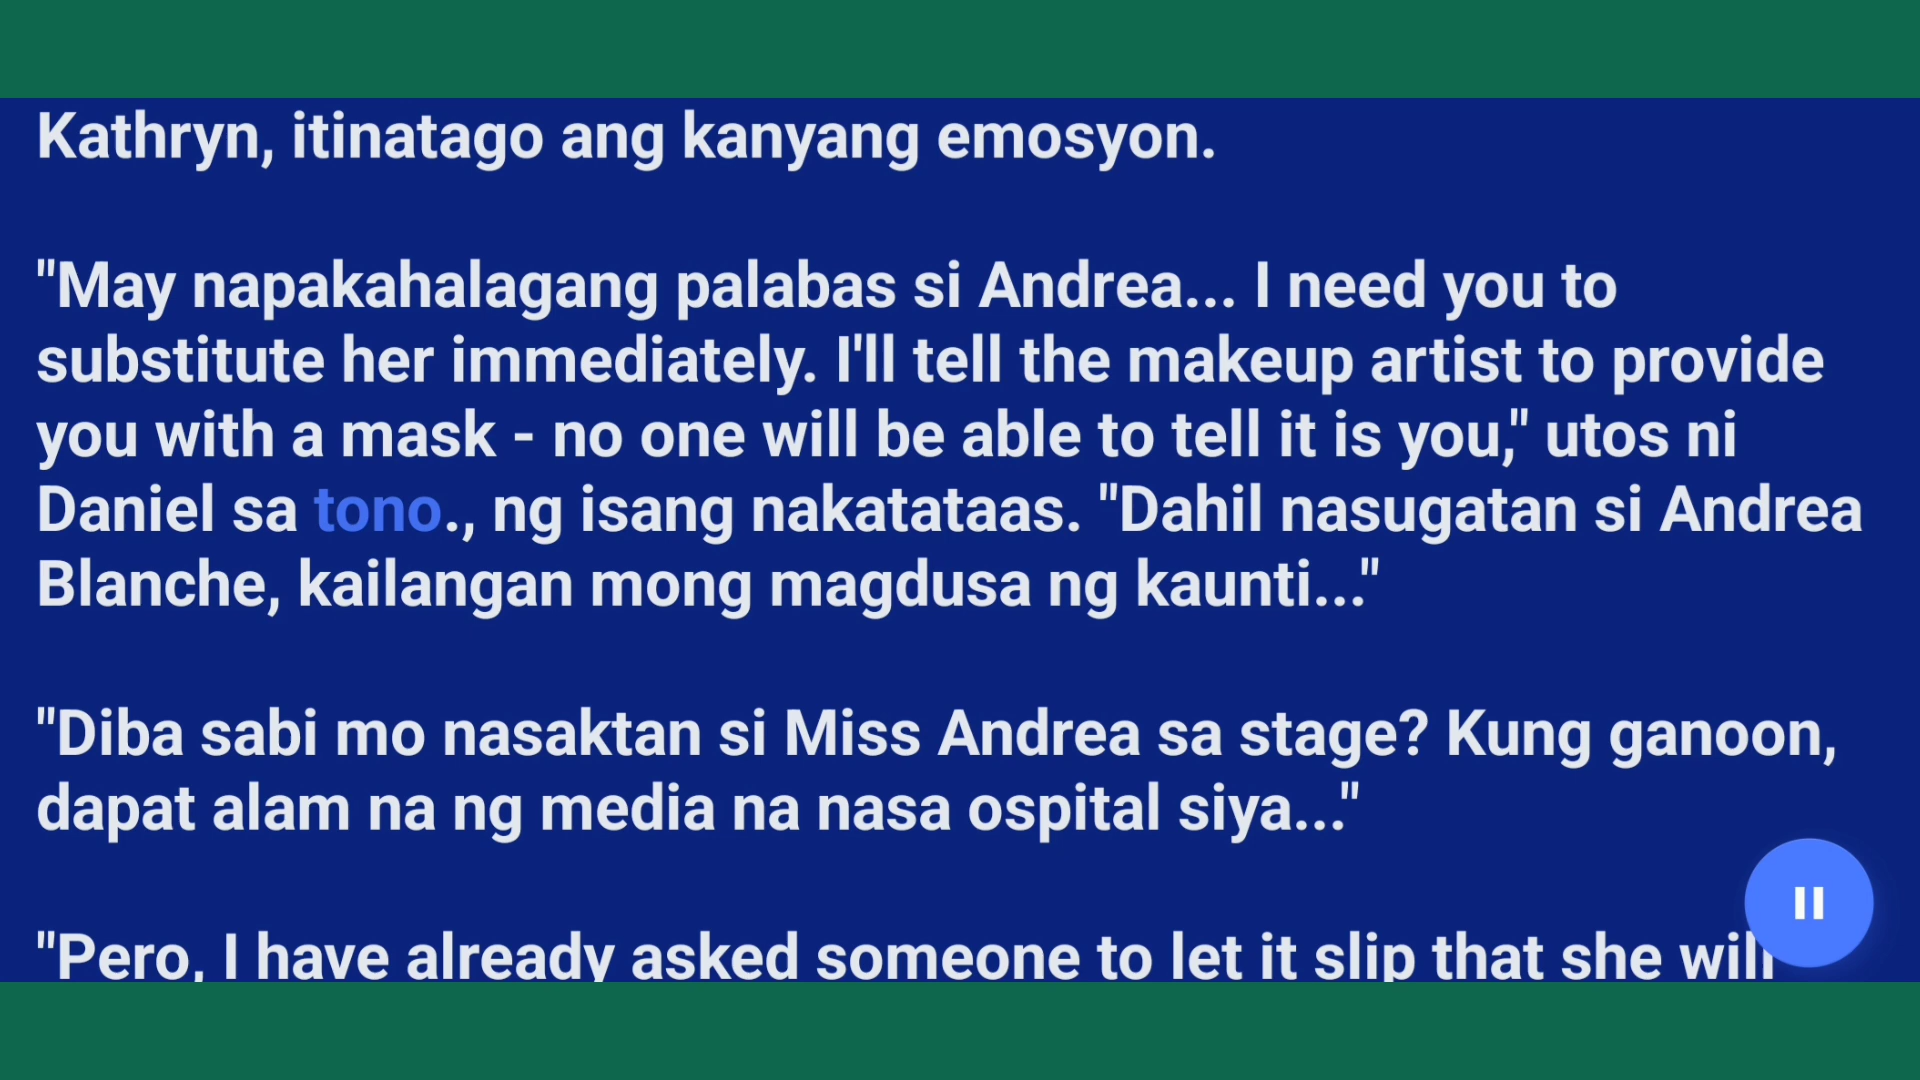 Kathryn, itinatago ang kanyang emosyon.
"May napakahalagang palabas si Andrea... I need you to
substitute her immediately. I'll tell the makeup artist to provide
you with a mask - no one will be able to tell it is you," utos ni
Daniel sa tono., ng isang nakatataas. "Dahil nasugatan si Andrea
Blanche, kailangan mong magdusa ng kaunti..."
"Diba sabi mo nasaktan si Miss Andrea sa stage? Kung ganoon,
dapat alam na ng media na nasa ospital siya..."
"Pero, I have already asked someone to let it slip that she will